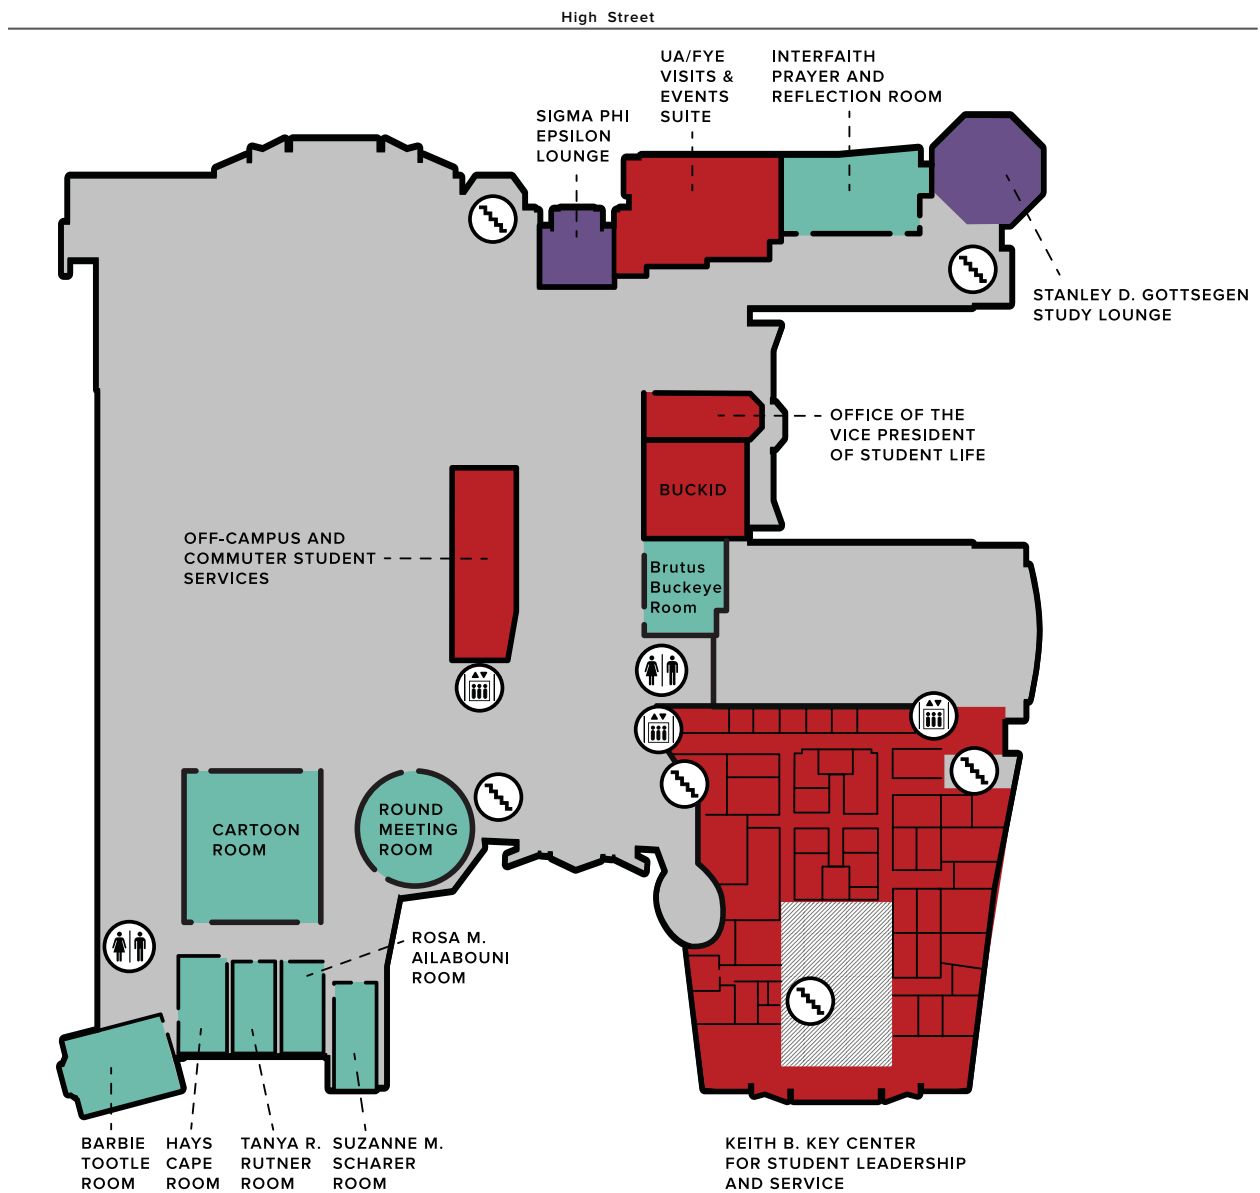 High Street
UA/FYE
VISITS &
EVENTS
SUITE
INTERFAITH
PRAYER AND
REFLECTION ROOM
SIGMA PHI
EPSILON
LOUNGE
STANLEY D. GOTTSEGEN
STUDY LOUNGE
OFFICE OF THE
VICE PRESIDENT
OF STUDENT LIFE
BUCKID
OFF-CAMPUS AND
COMMUTER STUDENT
SERVICES
Brutus
Buckeye
Room
CARTOON
ROOM
ROUND
MEETING
ROOM
ROSA M.
AILABOUNI
ROOM
BARBIE
TOOTLE
ROOM
HAYS
CAPE
ROOM
TANYA R.
RUTNER
ROOM
SUZANNE M.
SCHARER
ROOM
KEITH B. KEY CENTER
FOR STUDENT LEADERSHIP
AND SERVICE